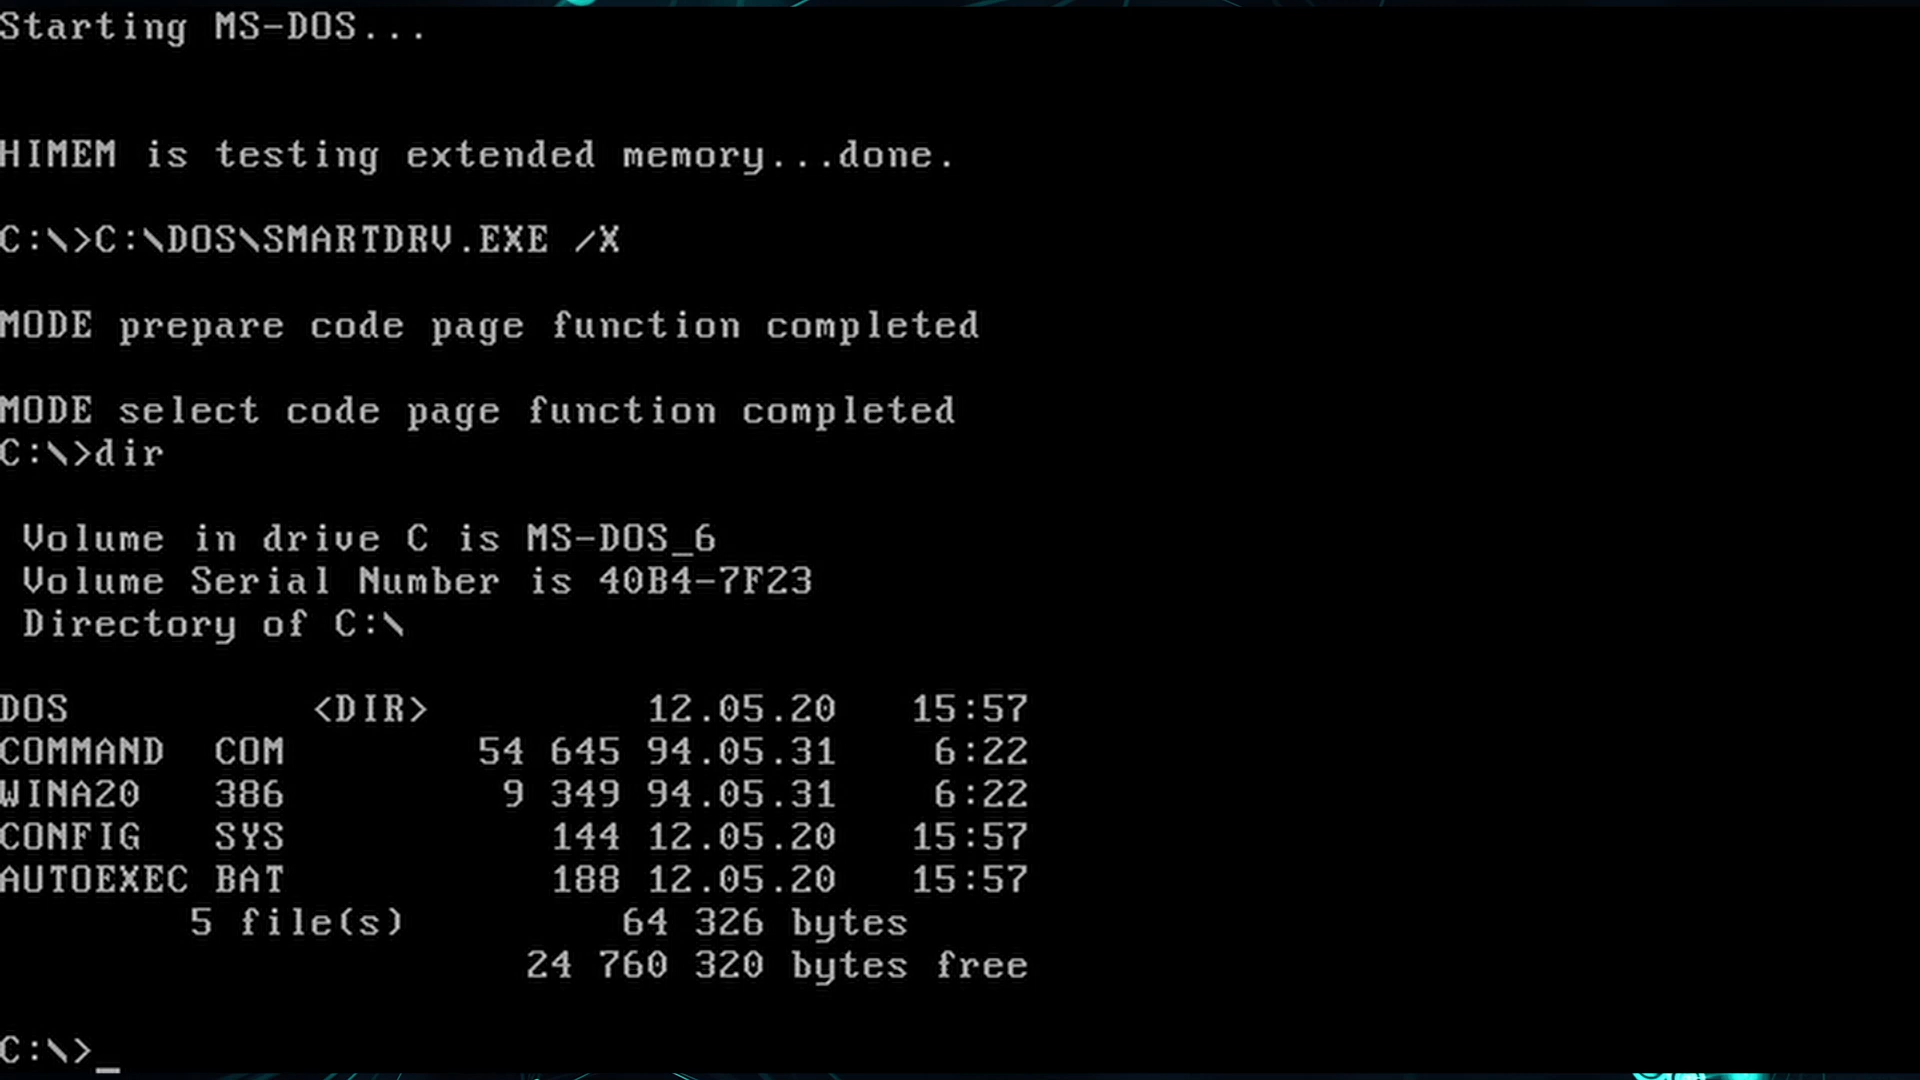 Starting MS-DOS...
HIMEM is testing extended memory...done.
C:\>C:\DOS\SMARTDRV.EXE /X
MODE prepare code page function completed
MODE select code page function completed
C:\>dir
Volume in drive C is MS-DOS_6
Volume Serial Number is 40B4-7F23
Directory of C:\
DOS <DIR> 12.05.20 15:57
COMMAND COM 54 645 94.05.31 6:22
WINA20 386 9 349 94.05.31 6:22
CONFIG SYS 144 12.05.20 15:57
AUTOEXEC BAT 188 12.05.20 15:57
5 file(s) 64 326 bytes
24 760 320 bytes free
C:\>_